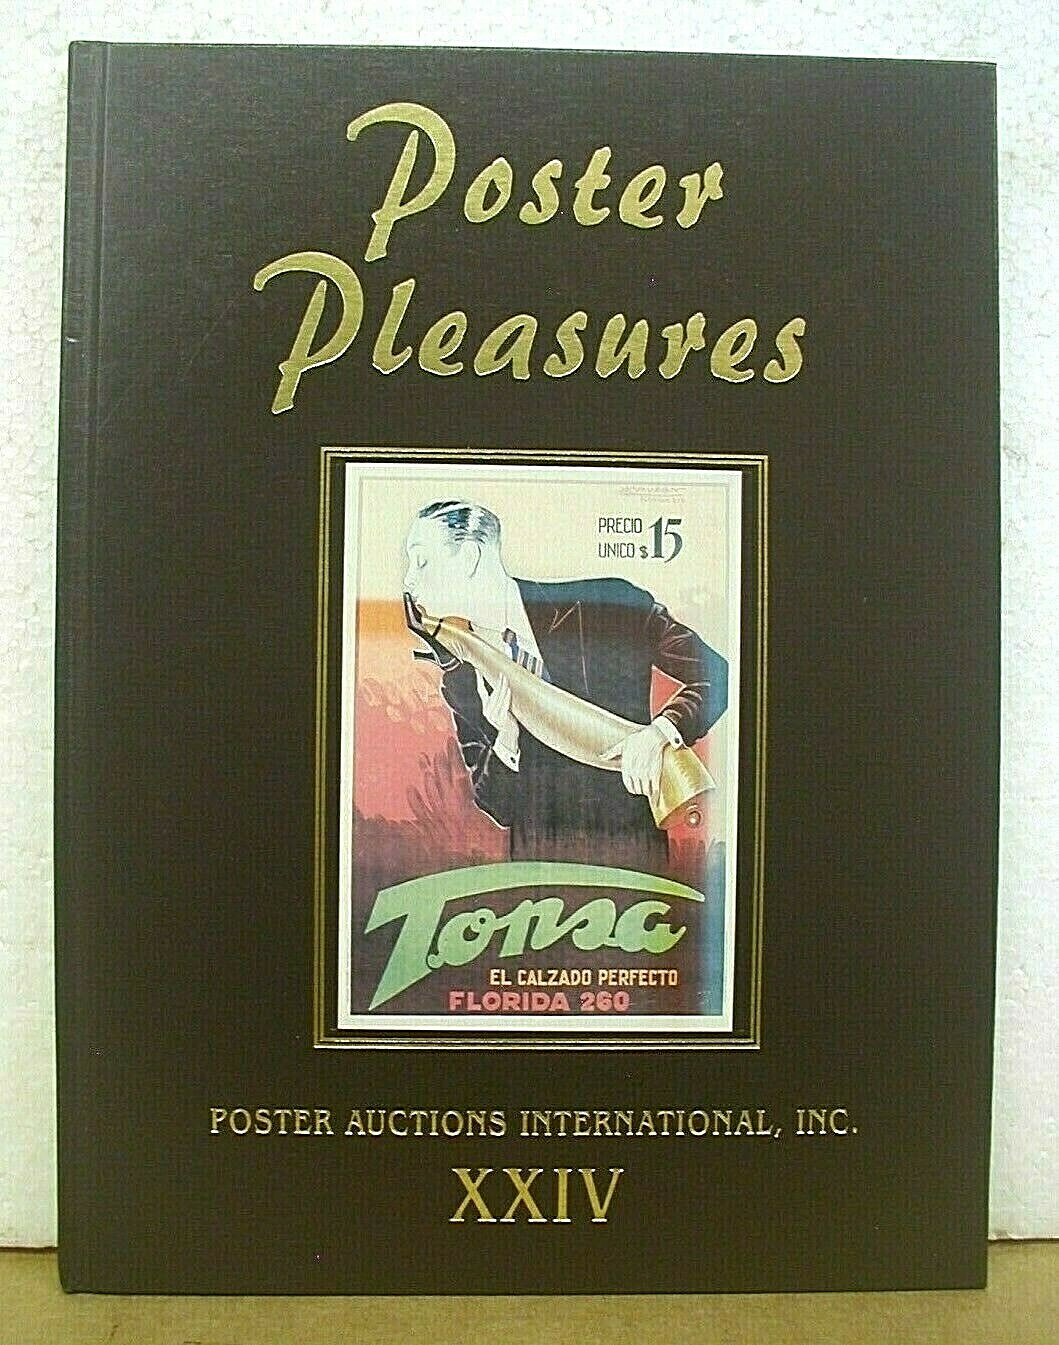 Poster
Pleasures
PRECIO
UNICO $15
Tonsa
EL CALZADO PERFECTO
FLORIDA 260
POSTER AUCTIONS INTERNATIONAL, INC.
XXIV